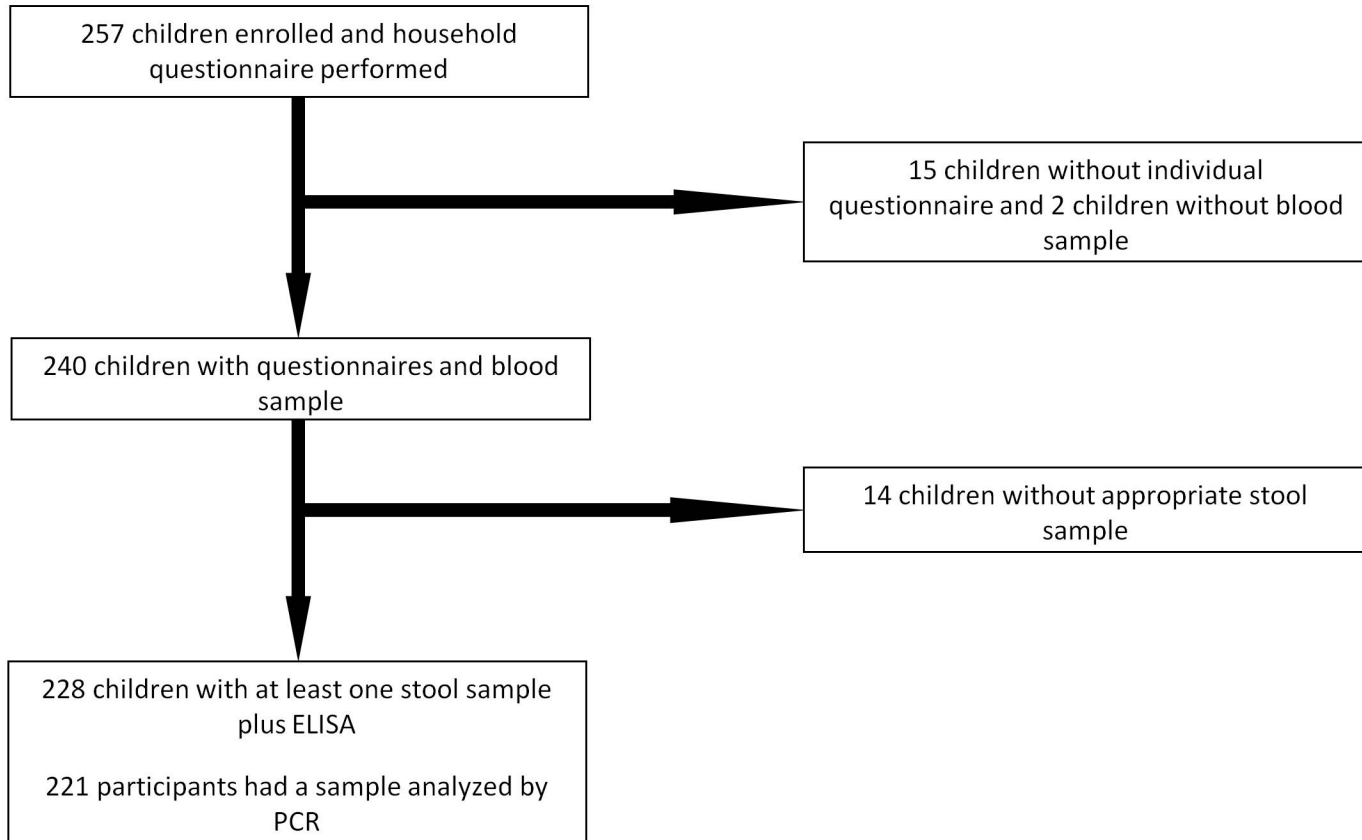 257 children enrolled and household
questionnaire performed
15 children without individual
questionnaire and 2 children without blood
sample
240 children with questionnaires and blood
sample
14 children without appropriate stool
sample
228 children with at least one stool sample
plus ELISA
221 participants had a sample analyzed by
PCR